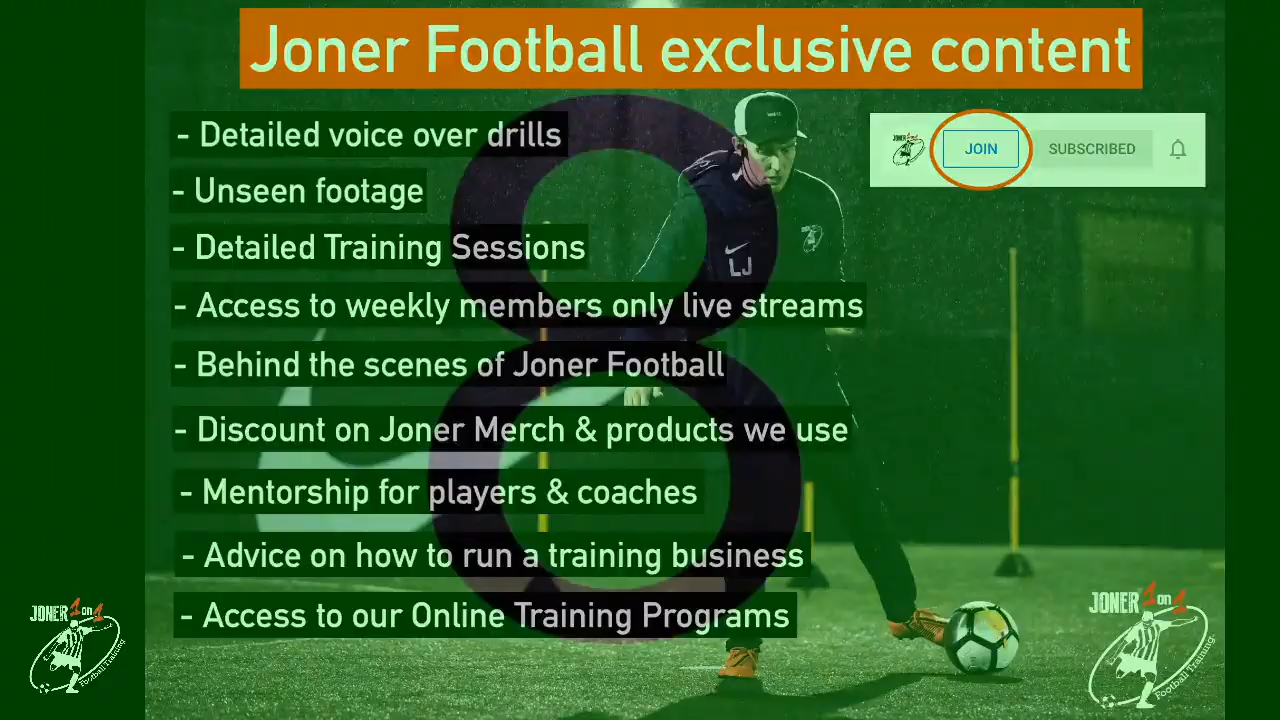 Joner Football exclusive content
- Detailed voice over drills
JOIN
SUBSCRIBED
- Unseen footage
- Detailed Training Sessions
LJ
- Access to weekly members only live streams
- Behind the scenes of Joner Football
- Discount on Joner Merch & products we use
- Mentorship for players & coaches
- Advice on how to run a training business
- Access to our Online Training Programs
8
JONER 1 on 1
Football Training
JONER 1 on 1
Football Training